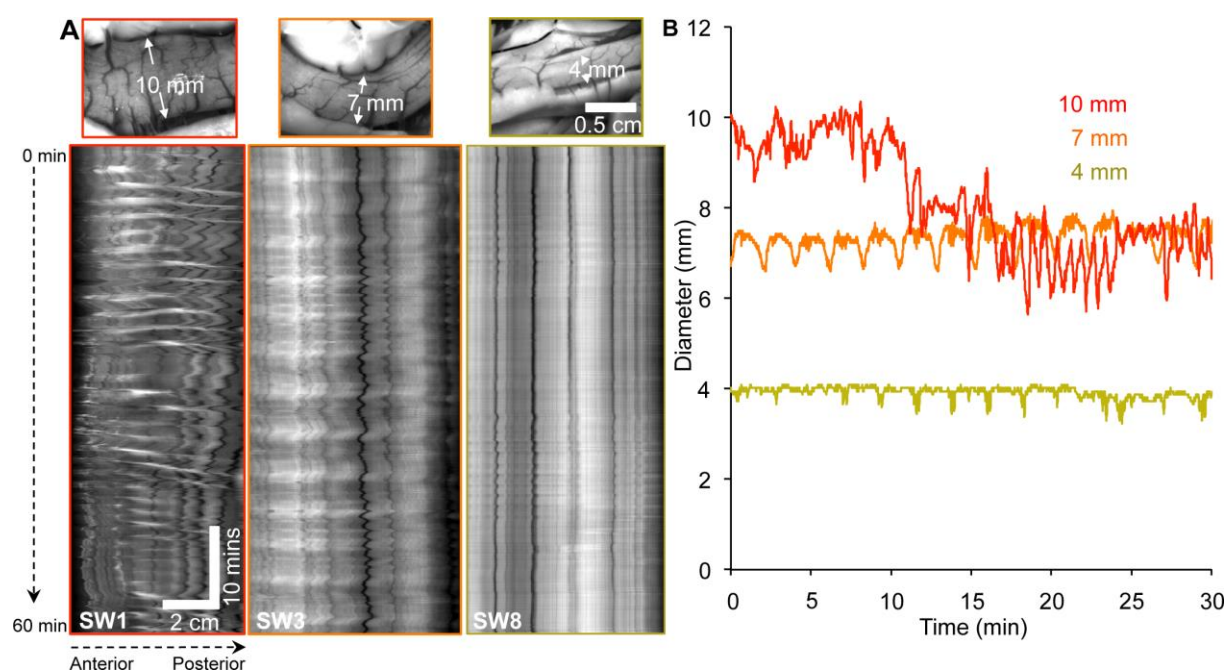 A
10 mm
7 mm
4 mm
0.5 cm
0 min
60 min
SW1
2 cm
10 mins
SW3
SW8
Anterior
Posterior
B
12
10
8
6
4
2
0
Diameter (mm)
10 mm
7 mm
4 mm
0 5 10 15 20 25 30
Time (min)